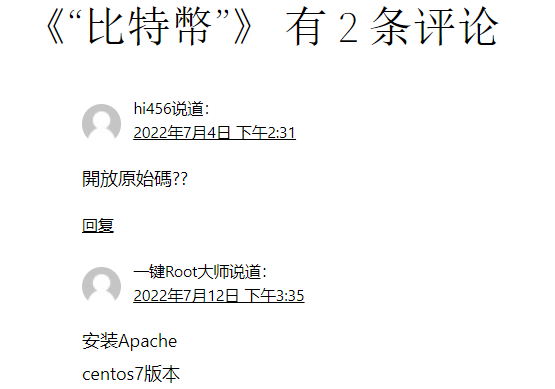 《“比特幣”》 有 2 条评论
hi456说道：
2022年7月4日 下午2:31
開放原始碼??
回复
一键Root大师说道：
2022年7月12日 下午3:35
安装Apache
centos7版本